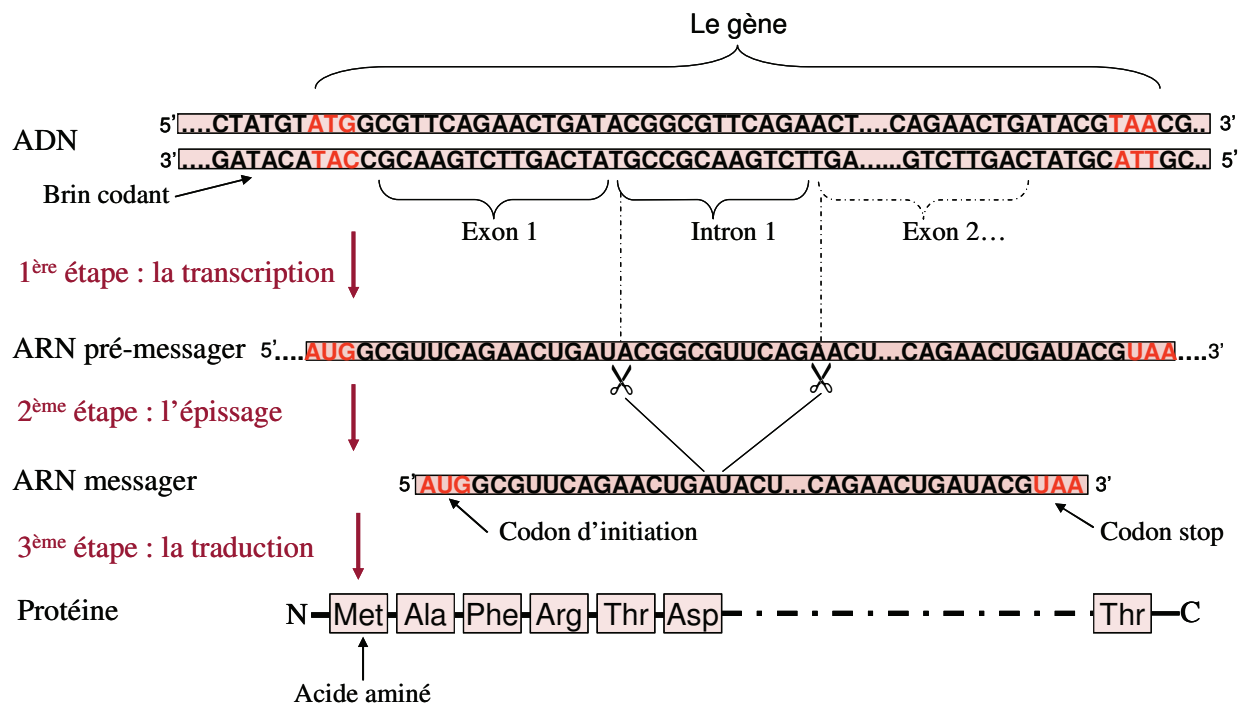 Le gène
ADN
5’ ....CTATGTATGGCGTTCAGAACTGATACGGCGTTCAGAACT....CAGAACTGATACGTAACG.. 3’
3’ ....GATACATACCGCAAGTCTTGACTATGCCGCAAGTCTTGA......GTCTTGACTATGCATTGC.. 5’
Brin codant
Exon 1 Intron 1 Exon 2…
1ère étape : la transcription
ARN pré-messager 5’....AUGGCGUUCAGAACUGAUACGGCGUUCAGAACU...CAGAACUGAUACGUAA....3’
2ème étape : l’épissage
ARN messager 5’ AUGGCGUUCAGAACUGAUACU...CAGAACUGAUACGUAA 3’
Codon d’initiation Codon stop
3ème étape : la traduction
Protéine N Met Ala Phe Arg Thr Asp Thr C
Acide aminé